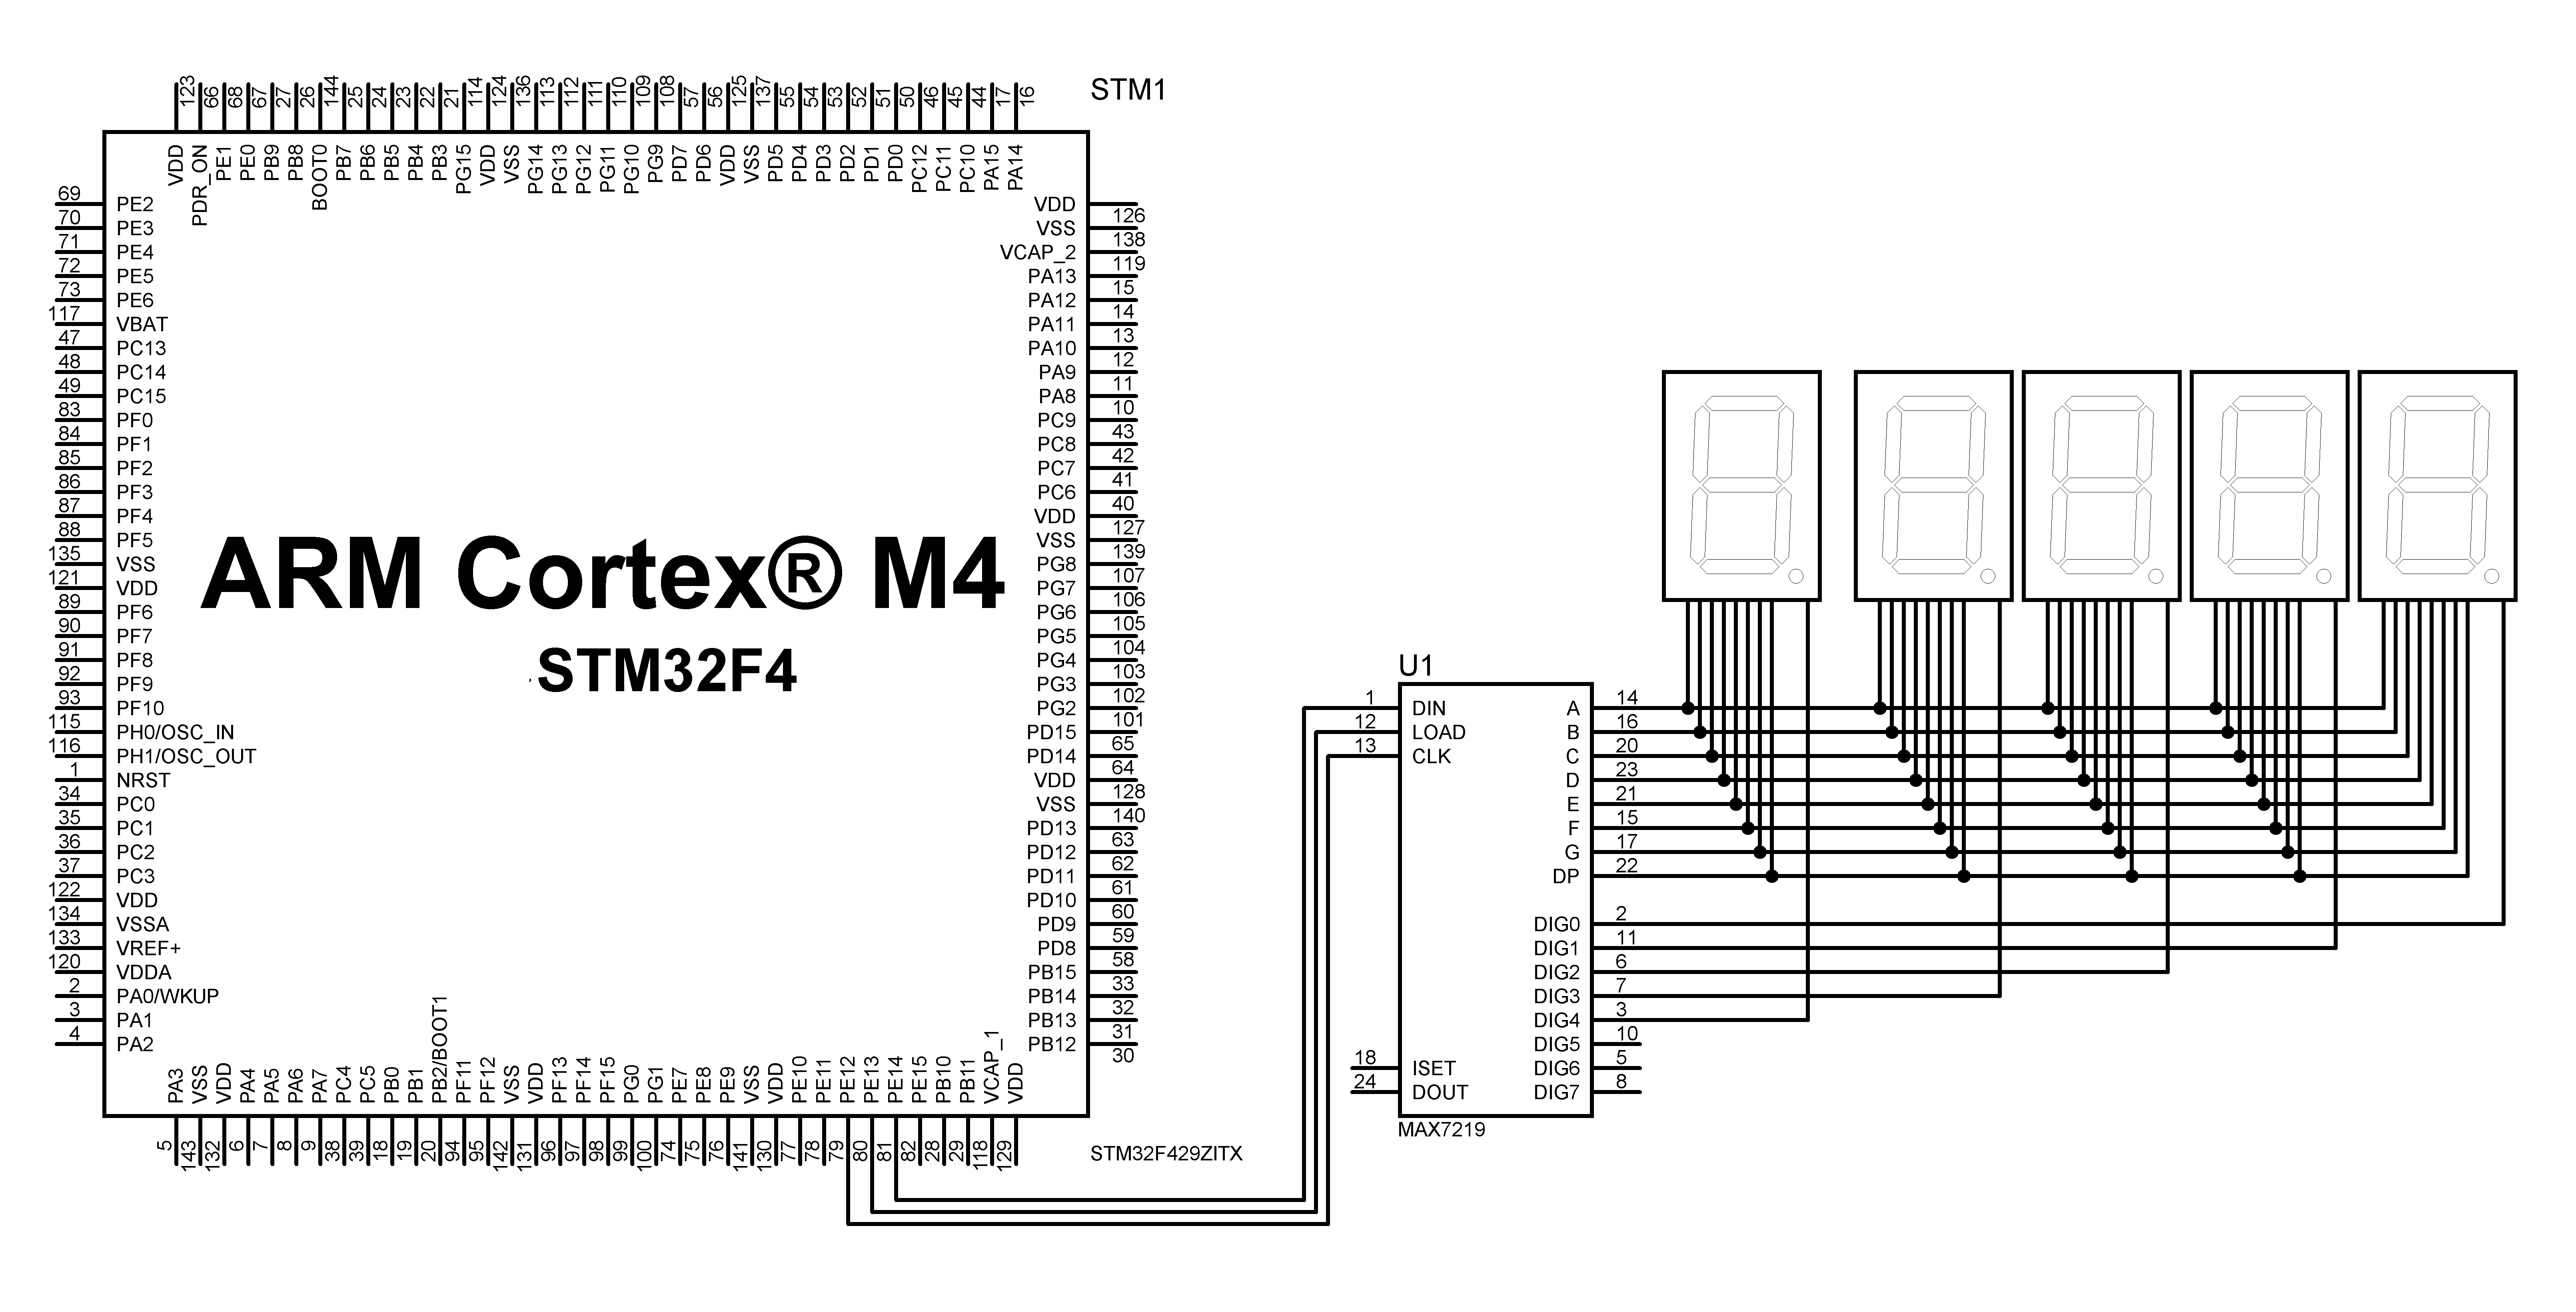 STM1
123 66 68 67 27 26 144 25 24 23 22 21 114 124 136 113 112 111 110 109 108 57 56 125 137 55 54 53 52 51 50 46 45 44 17 16
VDD PDR_ON PE1 PE0 PB9 PB8 BOOT0 PB7 PB6 PB5 PB4 PB3 PG15 VDD VSS PG14 PG13 PG12 PG11 PG10 PG9 PD7 PD6 VDD VSS PD5 PD4 PD3 PD2 PD1 PD0 PC12 PC11 PC10 PA15 PA14
69 PE2
70 PE3
71 PE4
72 PE5
73 PE6
117 VBAT
47 PC13
48 PC14
49 PC15
83 PF0
84 PF1
85 PF2
86 PF3
87 PF4
88 PF5
135 VSS
121 VDD
89 PF6
90 PF7
91 PF8
92 PF9
93 PF10
115 PH0/OSC_IN
116 PH1/OSC_OUT
1 NRST
34 PC0
35 PC1
36 PC2
37 PC3
122 VDD
134 VSSA
133 VREF+
120 VDDA
2 PA0/WKUP
3 PA1
4 PA2
ARM Cortex® M4
STM32F4
VDD 126
VSS 138
VCAP_2 119
PA13 15
PA12 14
PA11 13
PA10 12
PA9 11
PA8 10
PC9 43
PC8 42
PC7 41
PC6 40
VDD 127
VSS 139
PG8 107
PG7 106
PG6 105
PG5 104
PG4 103
PG3 102
PG2 101
PD15 65
PD14 64
VDD 128
VSS 140
PD13 63
PD12 62
PD11 61
PD10 60
PD9 59
PD8 58
PB15 33
PB14 32
PB13 31
PB12 30
PA3 VSS VDD PA4 PA5 PA6 PA7 PC4 PC5 PB0 PB1 PB2/BOOT1 PF11 PF12 VSS VDD PF13 PF14 PF15 PG0 PG1 PE7 PE8 PE9 VSS VDD PE10 PE11 PE12 PE13 PE14 PE15 PB10 PB11 VCAP_1 VDD
5 143 132 6 7 8 9 38 39 18 19 20 94 95 142 131 96 97 98 99 100 74 75 76 141 130 77 78 79 80 81 82 28 29 118 129
STM32F429ZITX
U1
1 DIN
12 LOAD
13 CLK
18 ISET
24 DOUT
A 14
B 16
C 20
D 23
E 21
F 15
G 17
DP 22
DIG0 2
DIG1 11
DIG2 6
DIG3 7
DIG4 3
DIG5 10
DIG6 5
DIG7 8
MAX7219